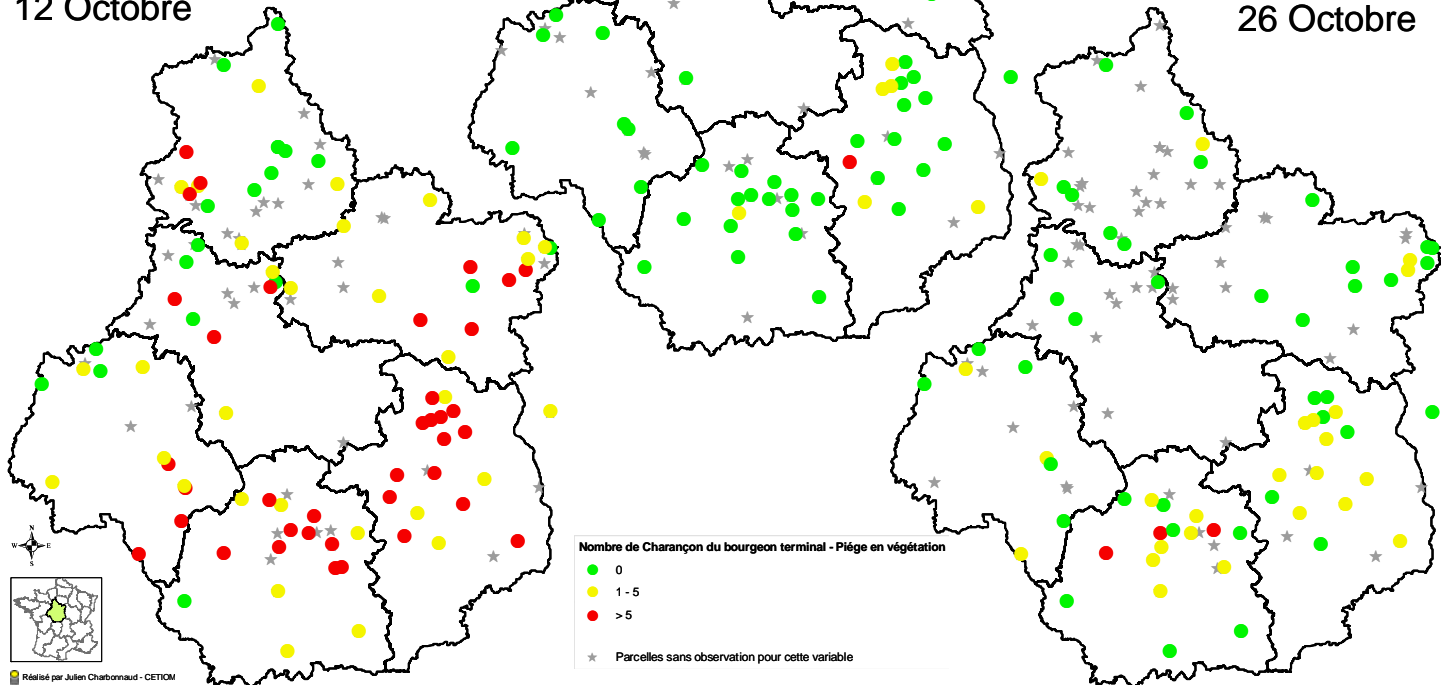 12 Octobre
26 Octobre
N
W E
S
Nombre de Charançon du bourgeon terminal - Piége en végétation
0
1 - 5
> 5
Parcelles sans observation pour cette variable
Réalisé par Julien Charbonnaud - CETIOM